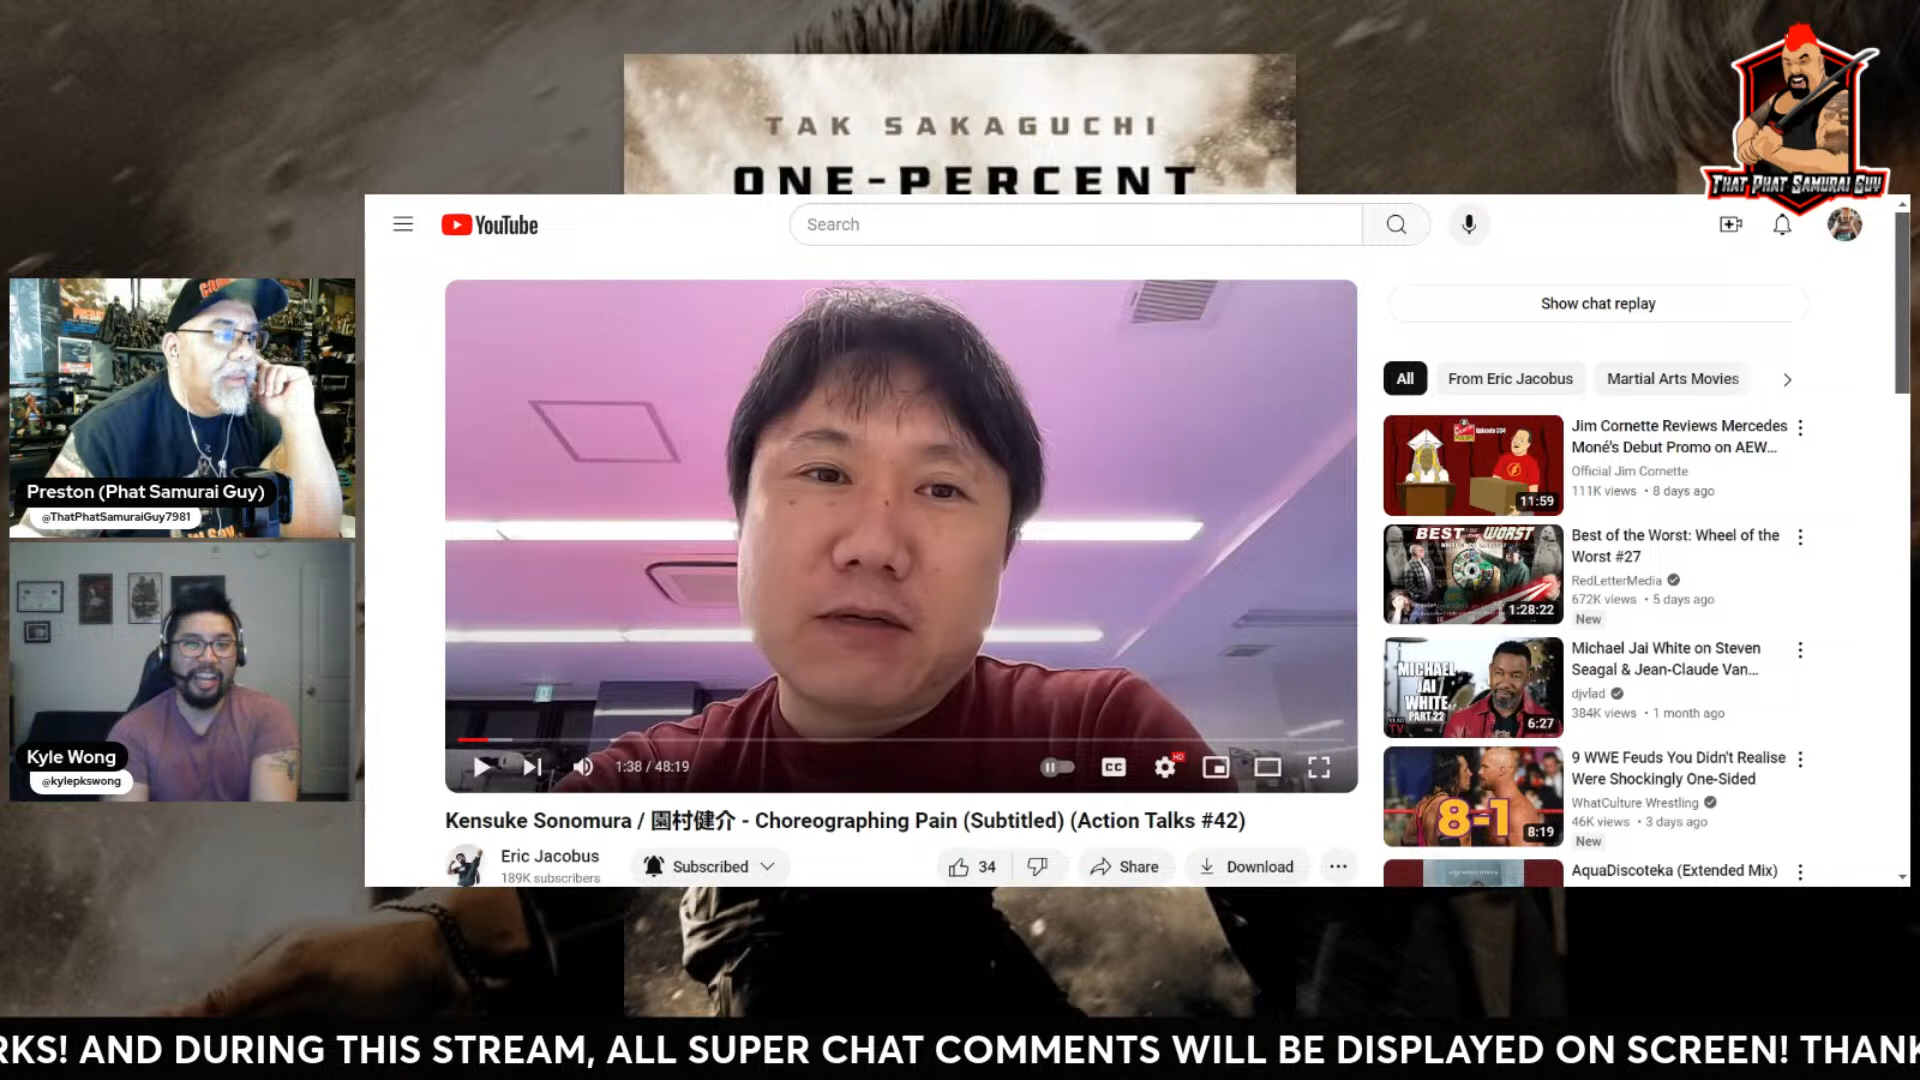 TAK SAKAGUCHI
ONE-PERCENT
THAT PHAT SAMURAI GUY
YouTube
Search
Show chat replay
All
From Eric Jacobus
Martial Arts Movies
Preston (Phat Samurai Guy)
@ThatPhatSamuraiGuy7981
Kyle Wong
@kylepkswong
1:38 / 48:19
CC
HD
Kensuke Sonomura / 園村健介 - Choreographing Pain (Subtitled) (Action Talks #42)
Eric Jacobus
189K subscribers
Subscribed
34
Share
Download
Episode 334
11:59
Jim Cornette Reviews Mercedes
Moné's Debut Promo on AEW...
Official Jim Cornette
111K views • 8 days ago
BEST OF THE WORST
1:28:22
Best of the Worst: Wheel of the
Worst #27
RedLetterMedia
672K views • 5 days ago
New
MICHAEL
JAI
WHITE
PART 22
6:27
Michael Jai White on Steven
Seagal & Jean-Claude Van...
djvlad
384K views • 1 month ago
8-1
8:19
9 WWE Feuds You Didn't Realise
Were Shockingly One-Sided
WhatCulture Wrestling
46K views • 3 days ago
New
AquaDiscoteka (Extended Mix)
RKS! AND DURING THIS STREAM, ALL SUPER CHAT COMMENTS WILL BE DISPLAYED ON SCREEN! THANK